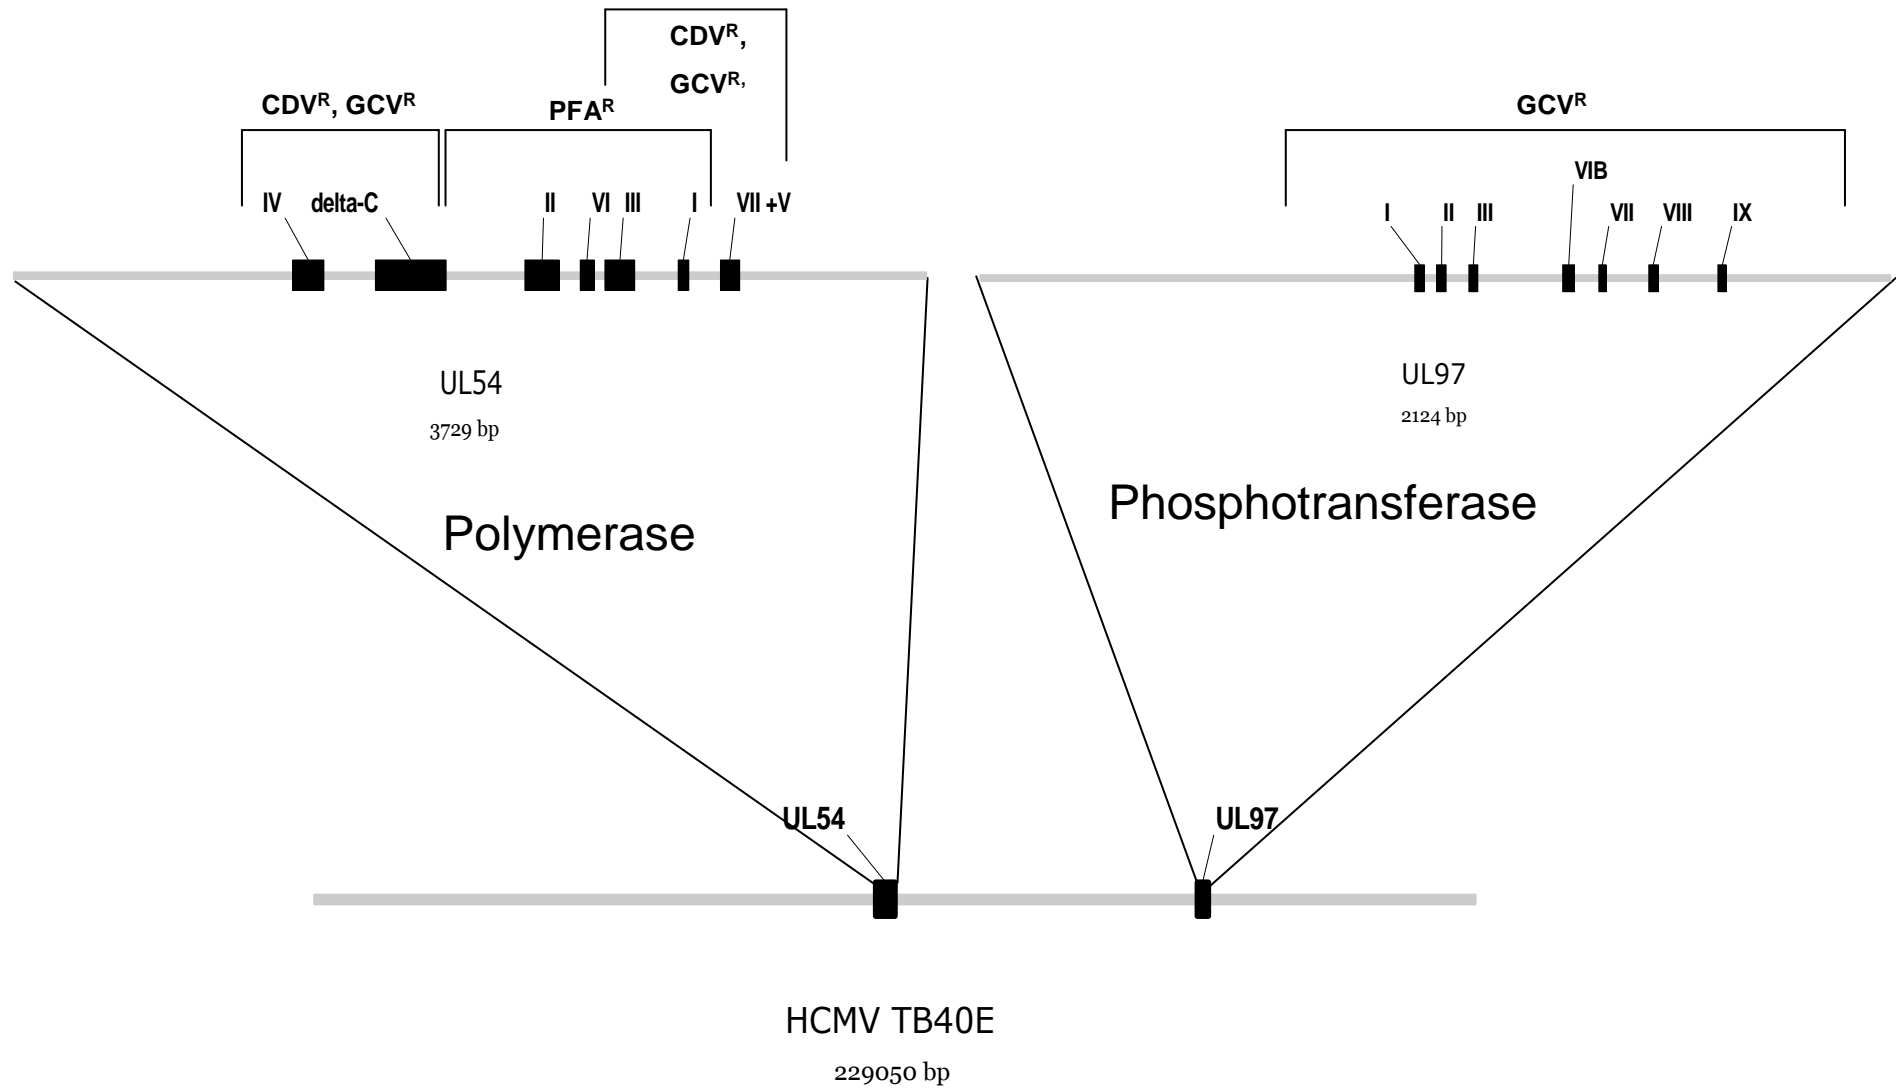 CDVᴿ,
GCVᴿ,
CDVᴿ, GCVᴿ
PFAᴿ
GCVᴿ
VIB
IV delta-C II VI III I VII +V
I II III VII VIII IX
UL54
3729 bp
UL97
2124 bp
Polymerase
Phosphotransferase
UL54
UL97
HCMV TB40E
229050 bp